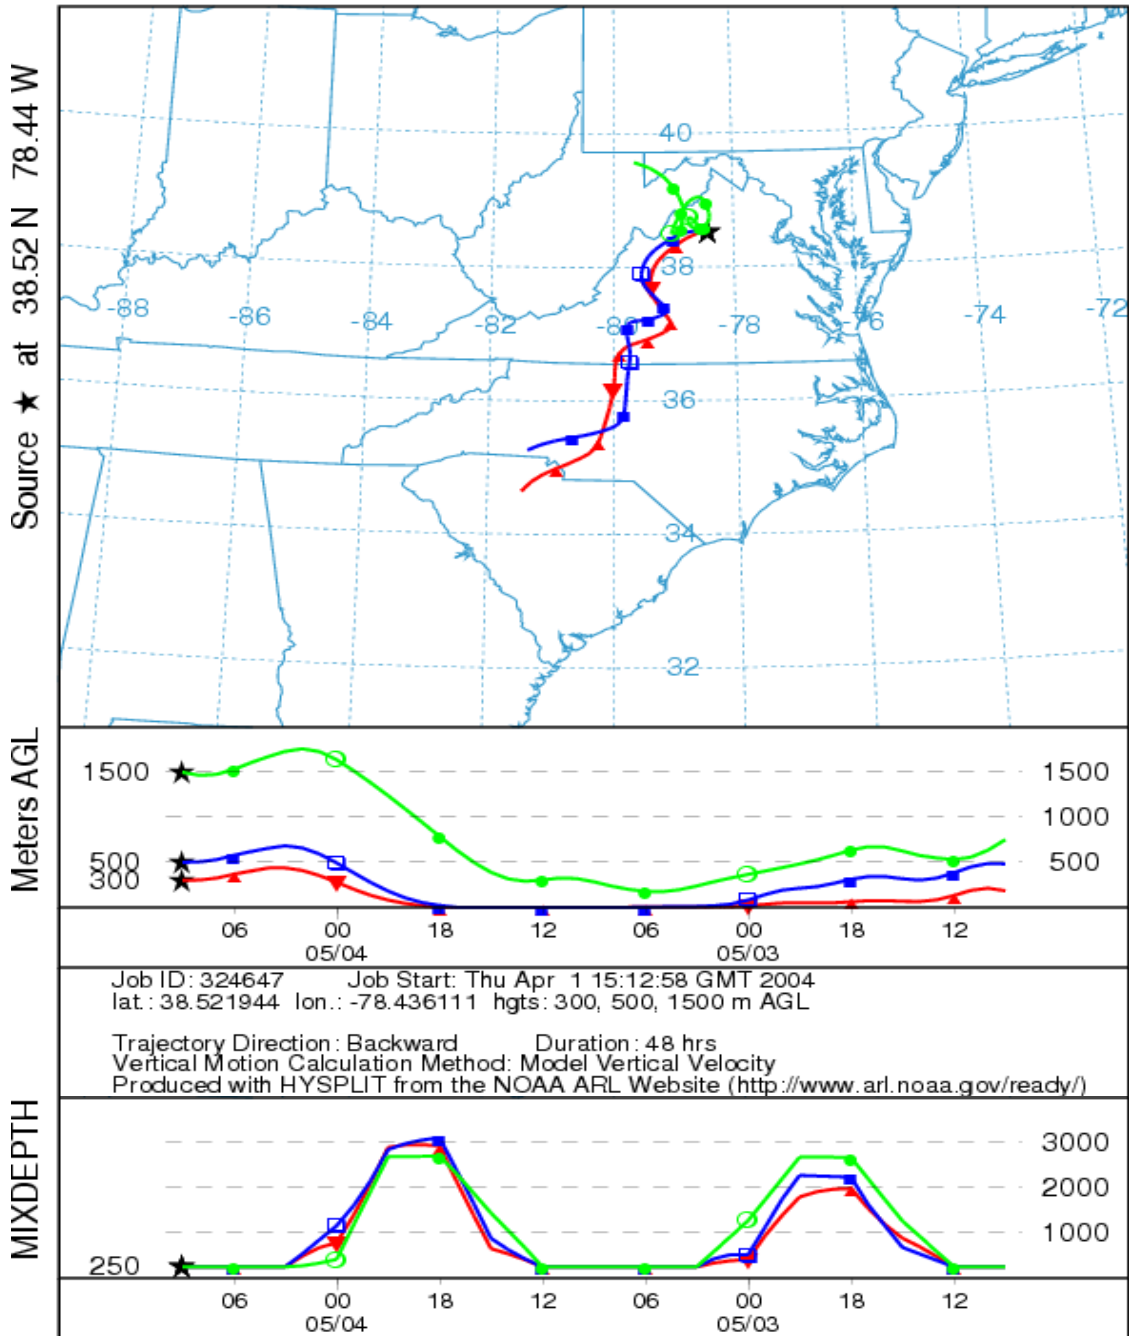 Source ★ at 38.52 N 78.44 W
40
38
-88 -86 -84 -82 -80 -78 -76 -74 -72
36
34
32
Meters AGL
1500 1500
1000
500 500
300
06 00 18 12 06 00 18 12
05/04 05/03
Job ID: 324647 Job Start: Thu Apr 1 15:12:58 GMT 2004
lat.: 38.521944 lon.: -78.436111 hgts: 300, 500, 1500 m AGL
Trajectory Direction: Backward Duration: 48 hrs
Vertical Motion Calculation Method: Model Vertical Velocity
Produced with HYSPLIT from the NOAA ARL Website (http://www.arl.noaa.gov/ready/)
MIXDEPTH
3000
2000
1000
250
06 00 18 12 06 00 18 12
05/04 05/03